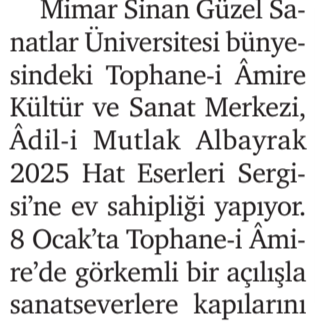 Mimar Sinan Güzel Sa-
natlar Üniversitesi bünye-
sindeki Tophane-i Âmire
Kültür ve Sanat Merkezi,
Âdil-i Mutlak Albayrak
2025 Hat Eserleri Sergi-
si’ne ev sahipliği yapıyor.
8 Ocak’ta Tophane-i Âmi-
re’de görkemli bir açılışla
sanatseverlere kapılarını